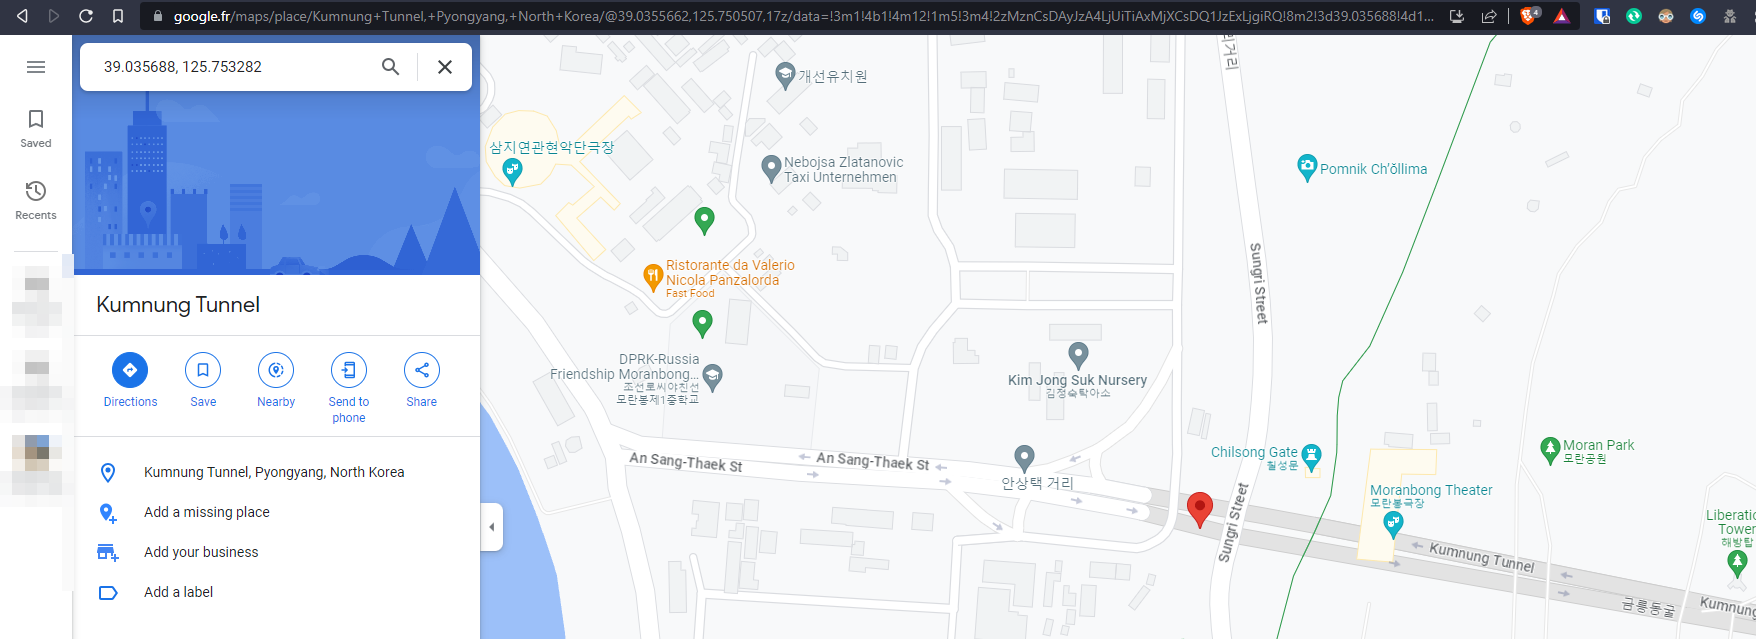 google.fr/maps/place/Kumnung+Tunnel,+Pyongyang,+North+Korea/@39.0355662,125.750507,17z/data=!3m1!4b1!4m12!1m5!3m4!2zMznCsDAyJzA4LjUiTiAxMjXCsDQ1JzExLjgiRQ!8m2!3d39.035688!4d1...
4
39.035688, 125.753282
Saved
Recents
Kumnung Tunnel
Directions
Save
Nearby
Send to
phone
Share
Kumnung Tunnel, Pyongyang, North Korea
Add a missing place
Add your business
Add a label
리거리
개선유치원
삼지연관현악단극장
Nebojsa Zlatanovic
Taxi Unternehmen
Pomnik Ch'ŏllima
Ristorante da Valerio
Nicola Panzalorda
Fast Food
Sungri Street
DPRK-Russia
Friendship Moranbong...
조선로씨야친선
모란봉제1중학교
Kim Jong Suk Nursery
김정숙탁아소
An Sang-Thaek St
An Sang-Thaek St
안상택 거리
Chilsong Gate
칠성문
Moran Park
모란공원
Moranbong Theater
모란봉극장
Sungri Street
Liberatio
Tower
해방탑
Kumnung Tunnel
금릉동굴
Kumnung